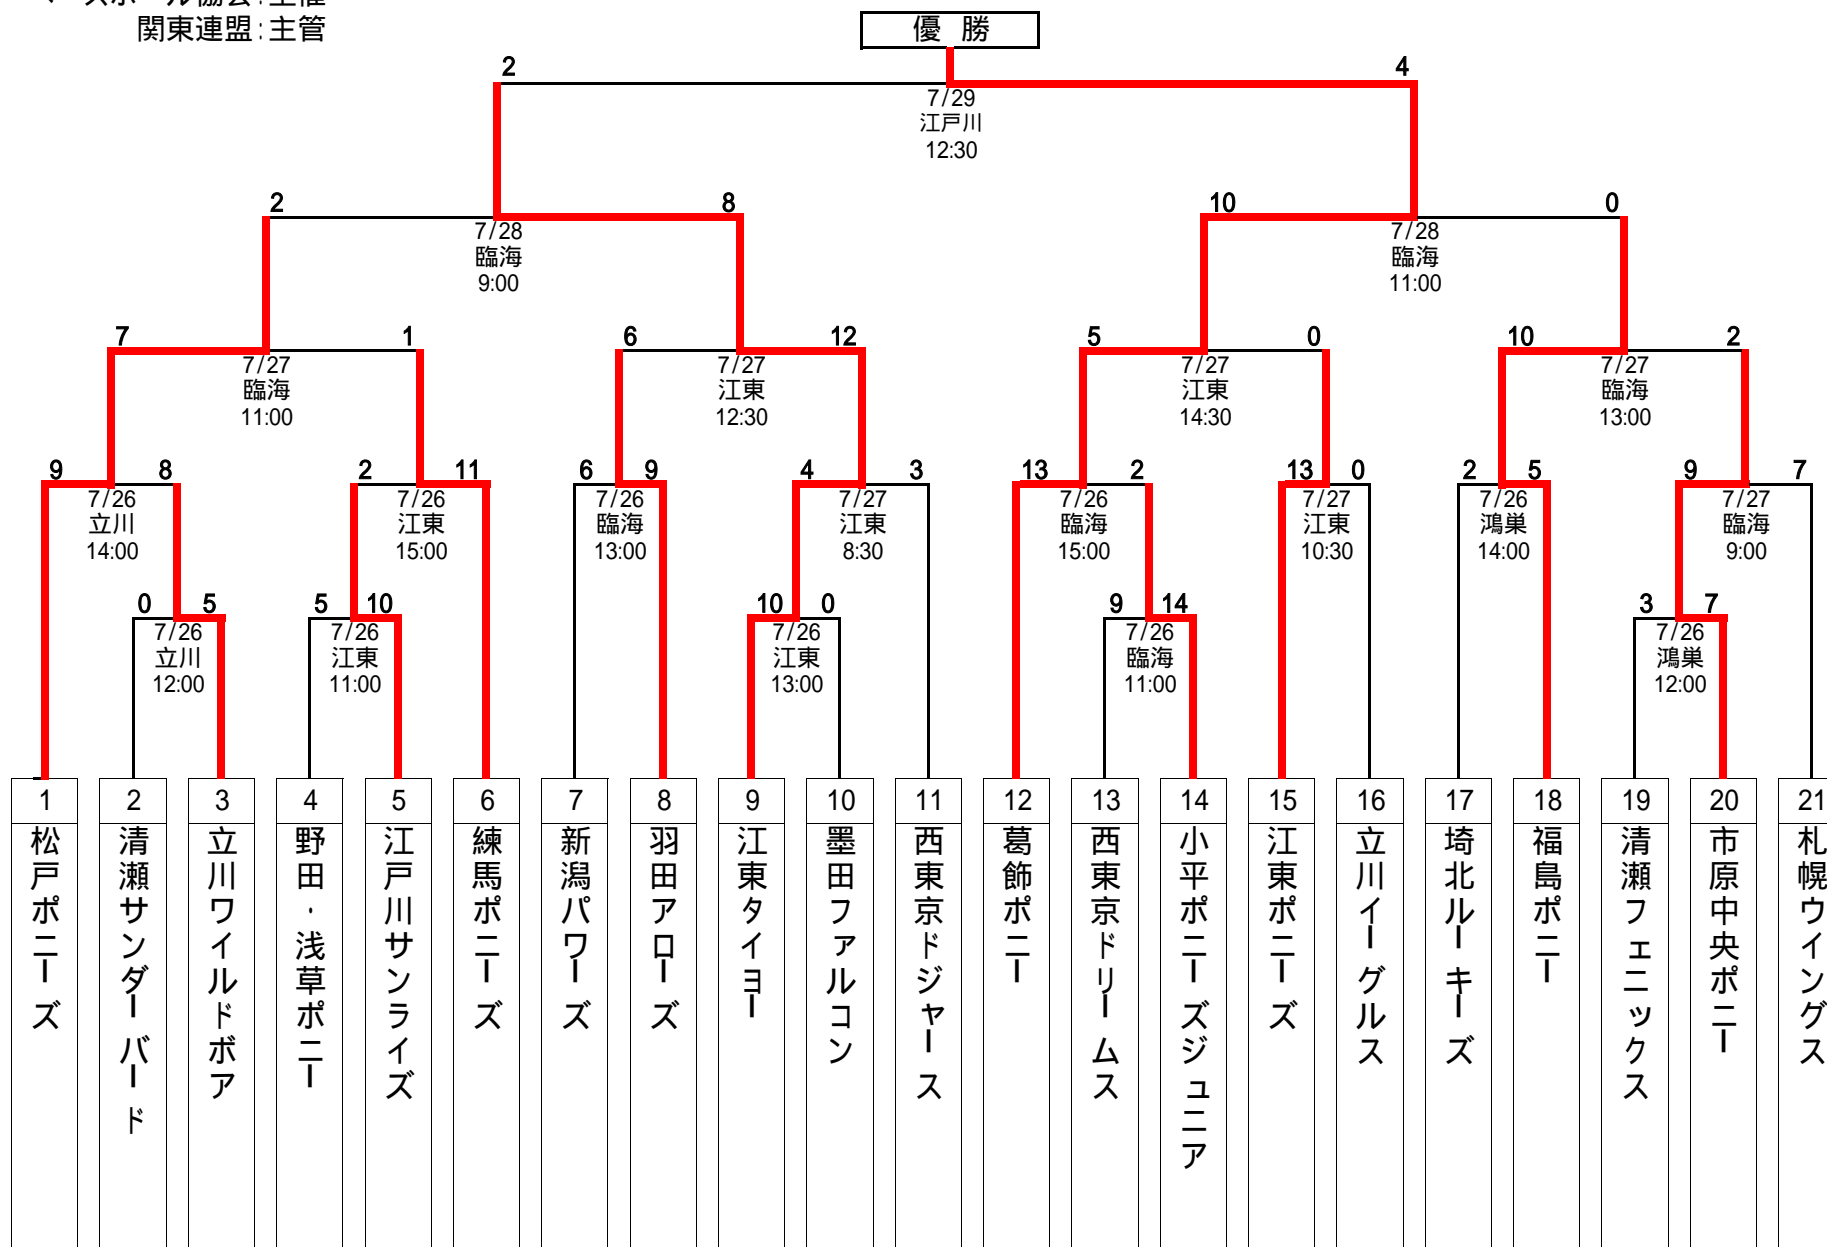 関東連盟:主管
優 勝
2 4
7/29
江戸川
12:30
2 8 10 0
7/28 7/28
臨海 臨海
9:00 11:00
7 1 6 12 5 0 10 2
7/27 7/27 7/27 7/27
臨海 江東 江東 臨海
11:00 12:30 14:30 13:00
9 8 2 11 6 9 4 3 13 2 13 0 2 5 9 7
7/26 7/26 7/26 7/27 7/26 7/27 7/26 7/27
立川 江東 臨海 江東 臨海 江東 鴻巣 臨海
14:00 15:00 13:00 8:30 15:00 10:30 14:00 9:00
0 5 5 10 10 0 9 14 3 7
7/26 7/26 7/26 7/26 7/26
立川 江東 江東 臨海 鴻巣
12:00 11:00 13:00 11:00 12:00
1 2 3 4 5 6 7 8 9 10 11 12 13 14 15 16 17 18 19 20 21
松戸ポニーズ
清瀬サンダーバード
立川ワイルドボア
野田・浅草ポニー
江戸川サンライズ
練馬ポニーズ
新潟パワーズ
羽田アローズ
江東タイヨー
墨田ファルコン
西東京ドジャース
葛飾ポニー
西東京ドリームス
小平ポニーズジュニア
江東ポニーズ
立川イーグルス
埼北ルーキーズ
福島ポニー
清瀬フェニックス
市原中央ポニー
札幌ウイングス